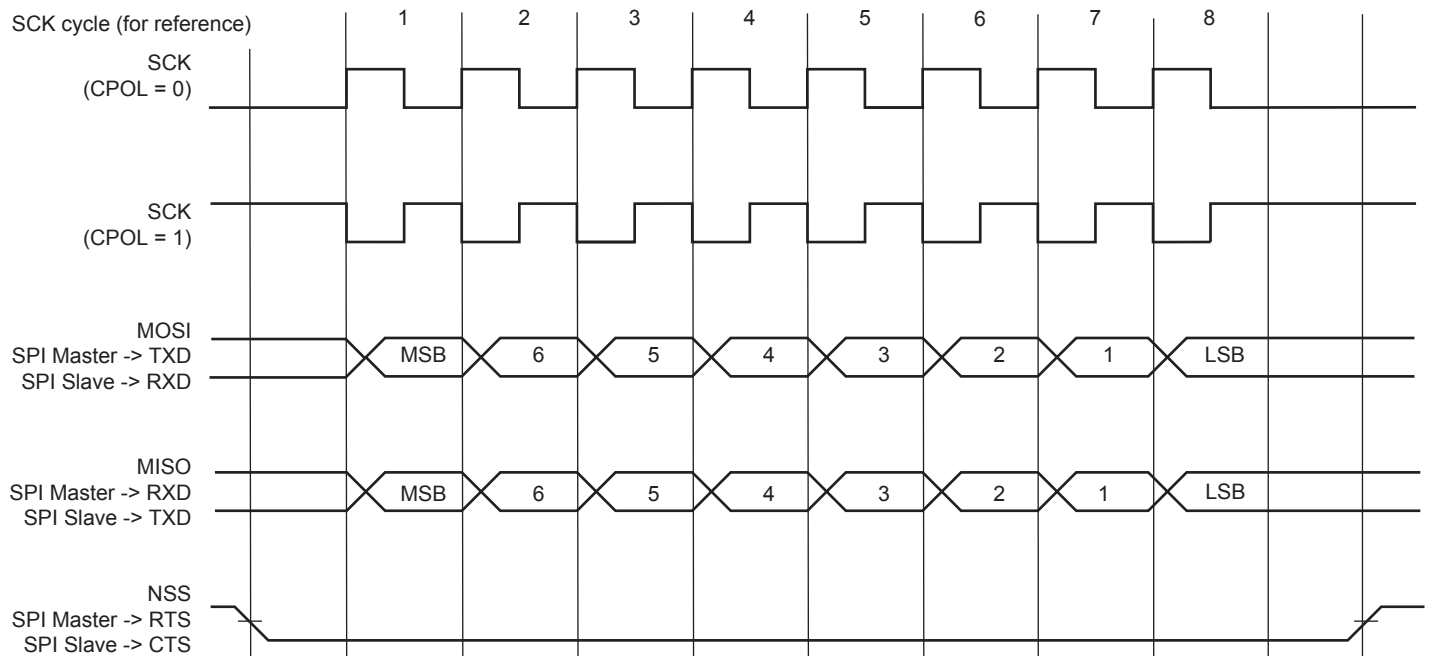 SCK cycle (for reference)
1 2 3 4 5 6 7 8
SCK
(CPOL = 0)
SCK
(CPOL = 1)
MOSI
SPI Master -> TXD
SPI Slave -> RXD
MSB 6 5 4 3 2 1 LSB
MISO
SPI Master -> RXD
SPI Slave -> TXD
MSB 6 5 4 3 2 1 LSB
NSS
SPI Master -> RTS
SPI Slave -> CTS